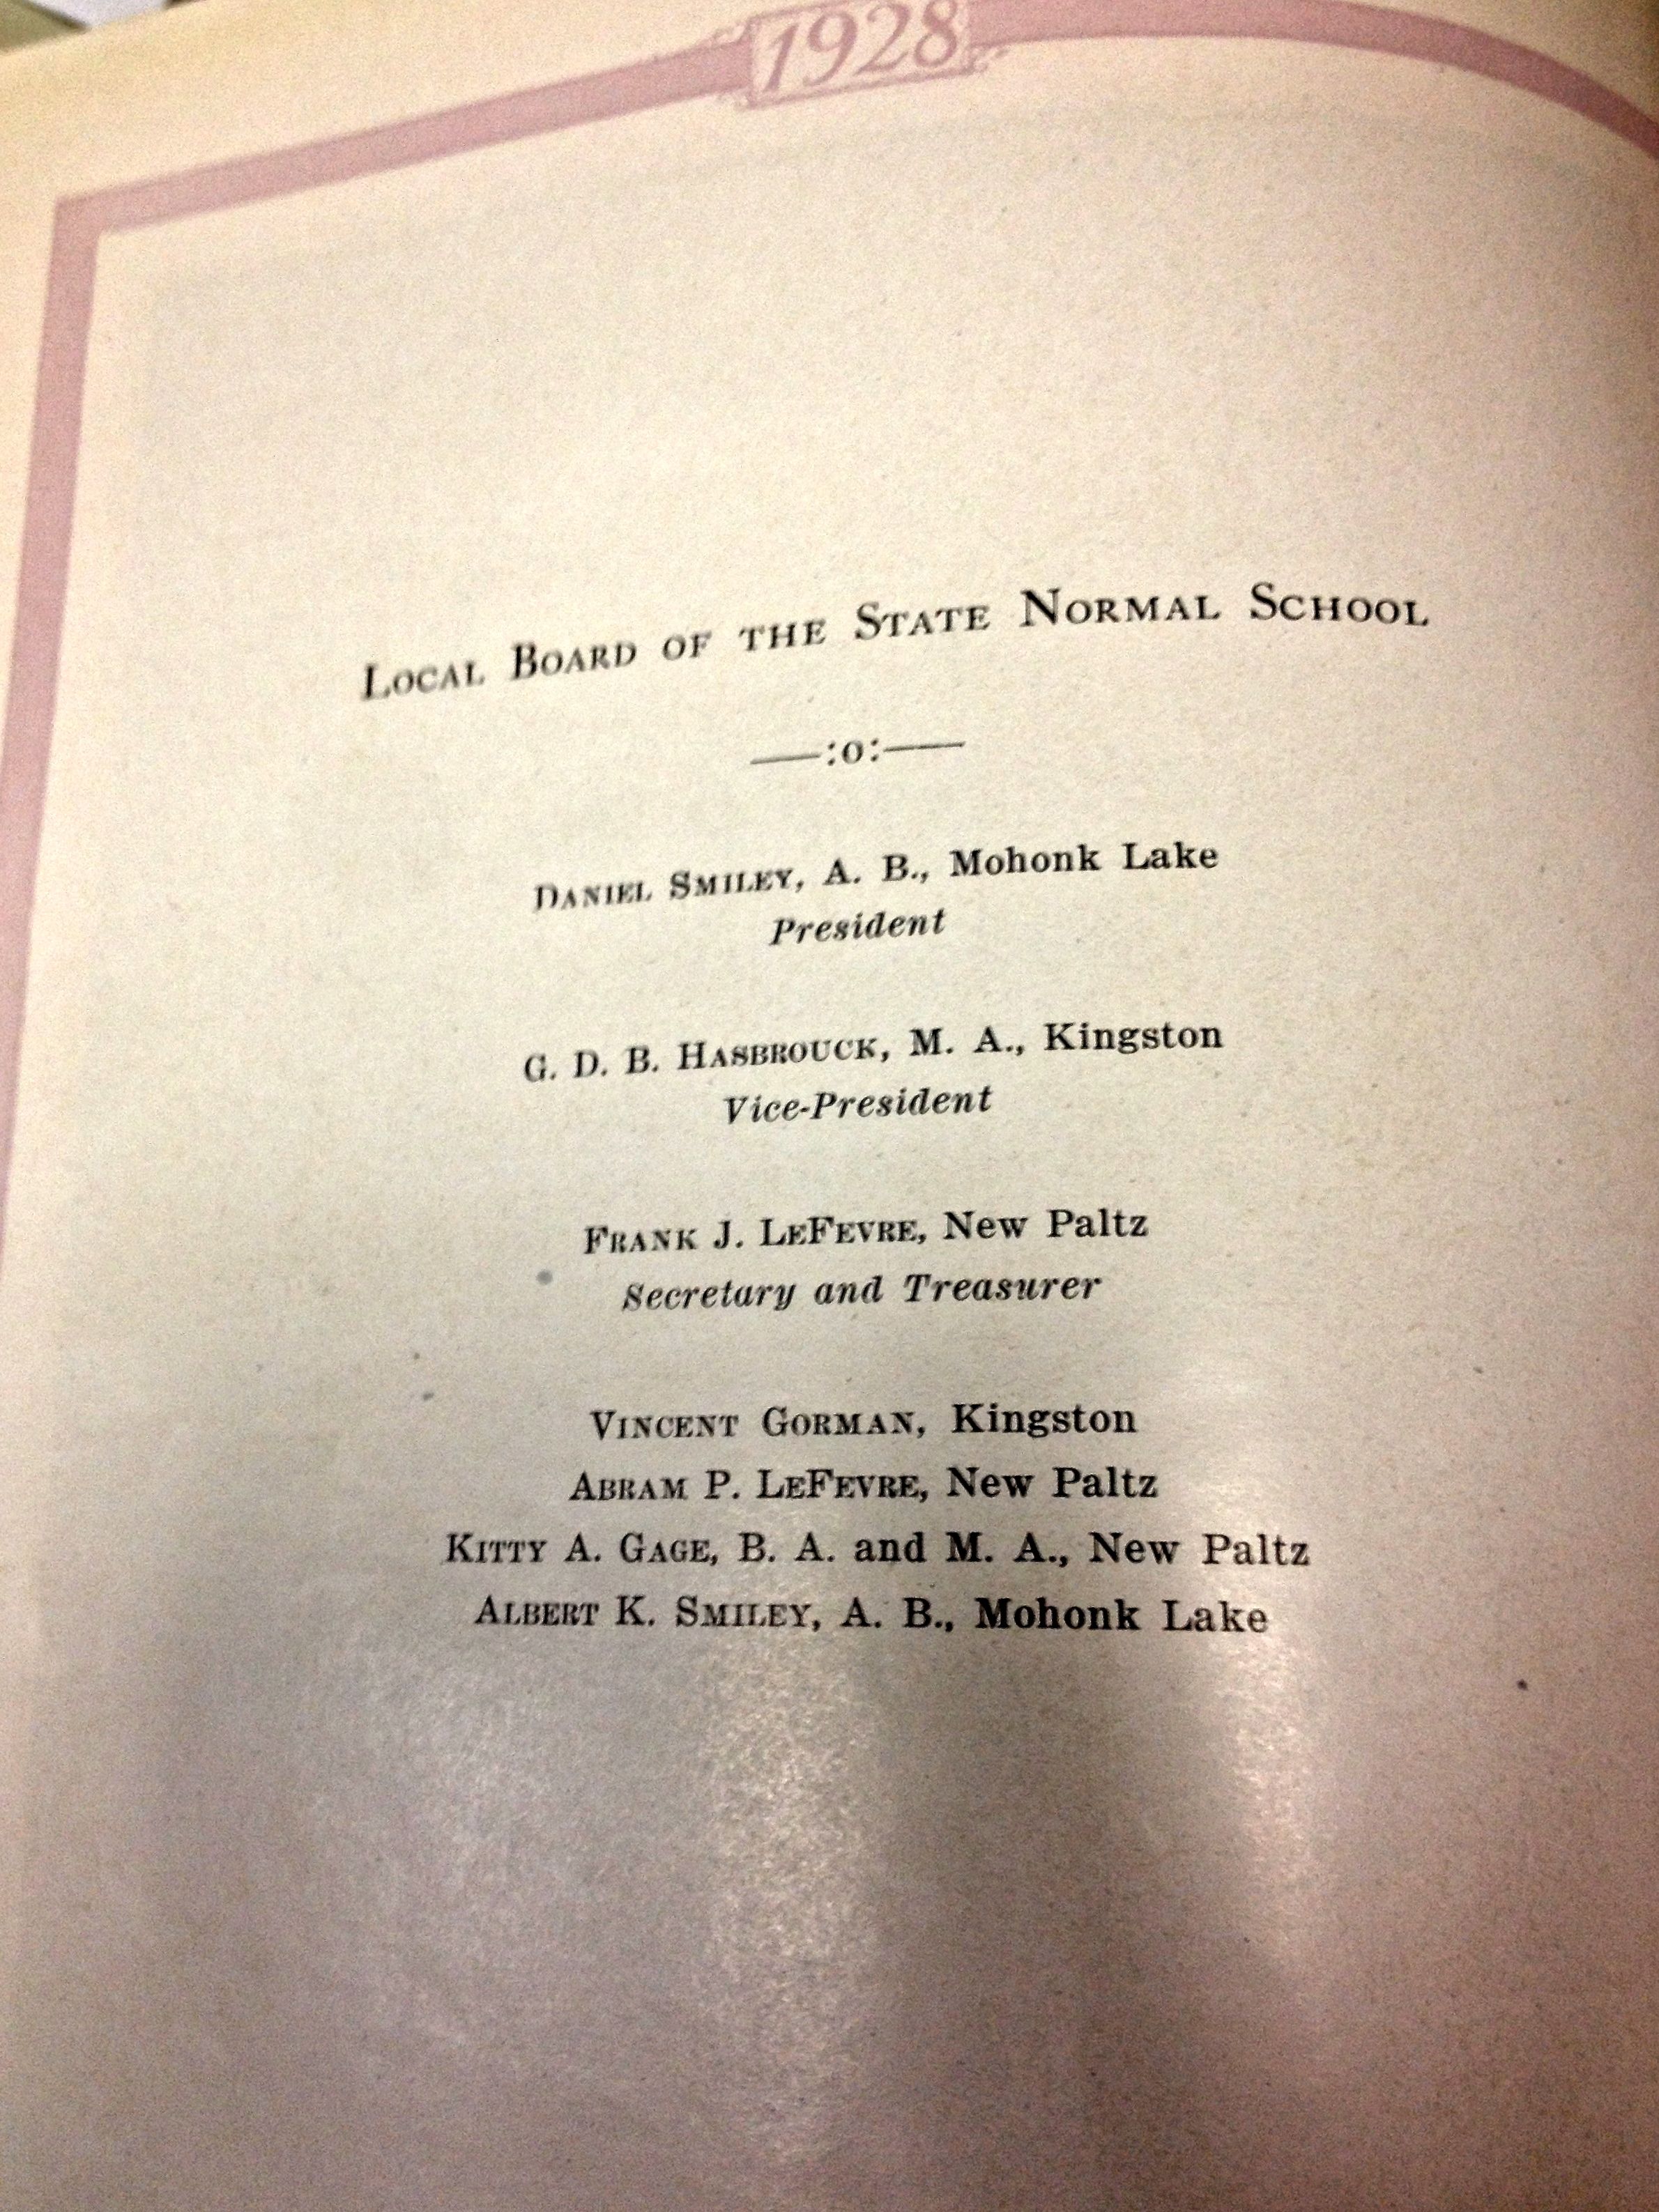 1928
LOCAL BOARD OF THE STATE NORMAL SCHOOL
——:o:——
DANIEL SMILEY, A. B., Mohonk Lake
President
G. D. B. HASBROUCK, M. A., Kingston
Vice-President
FRANK J. LEFEVRE, New Paltz
Secretary and Treasurer
VINCENT GORMAN, Kingston
ABRAM P. LEFEVRE, New Paltz
KITTY A. GAGE, B. A. and M. A., New Paltz
ALBERT K. SMILEY, A. B., Mohonk Lake